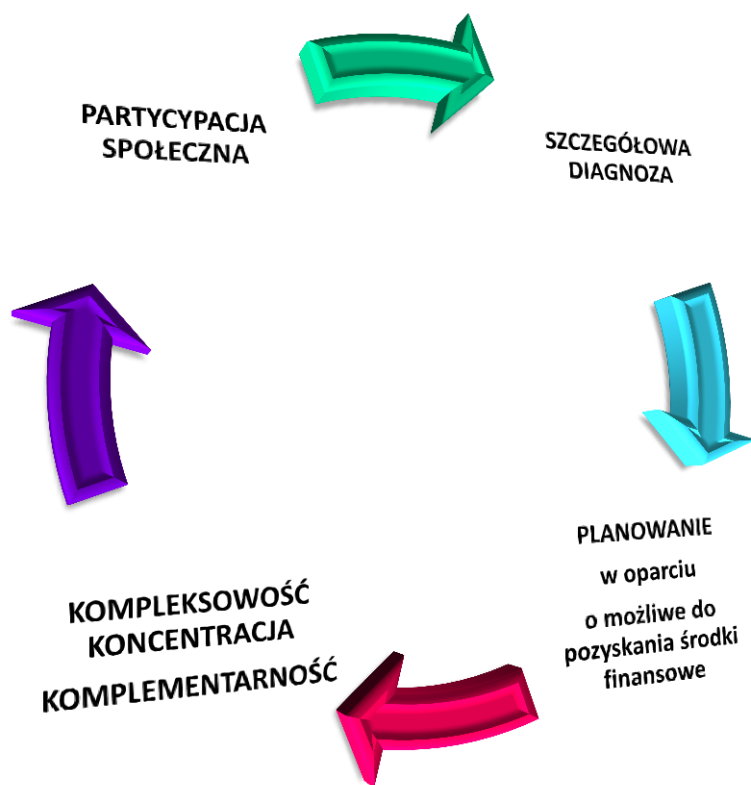 PARTYCYPACJA
SPOŁECZNA
SZCZEGÓŁOWA
DIAGNOZA
PLANOWANIE
w oparciu
o możliwe do
pozyskania środki
finansowe
KOMPLEKSOWOŚĆ
KONCENTRACJA
KOMPLEMENTARNOŚĆ